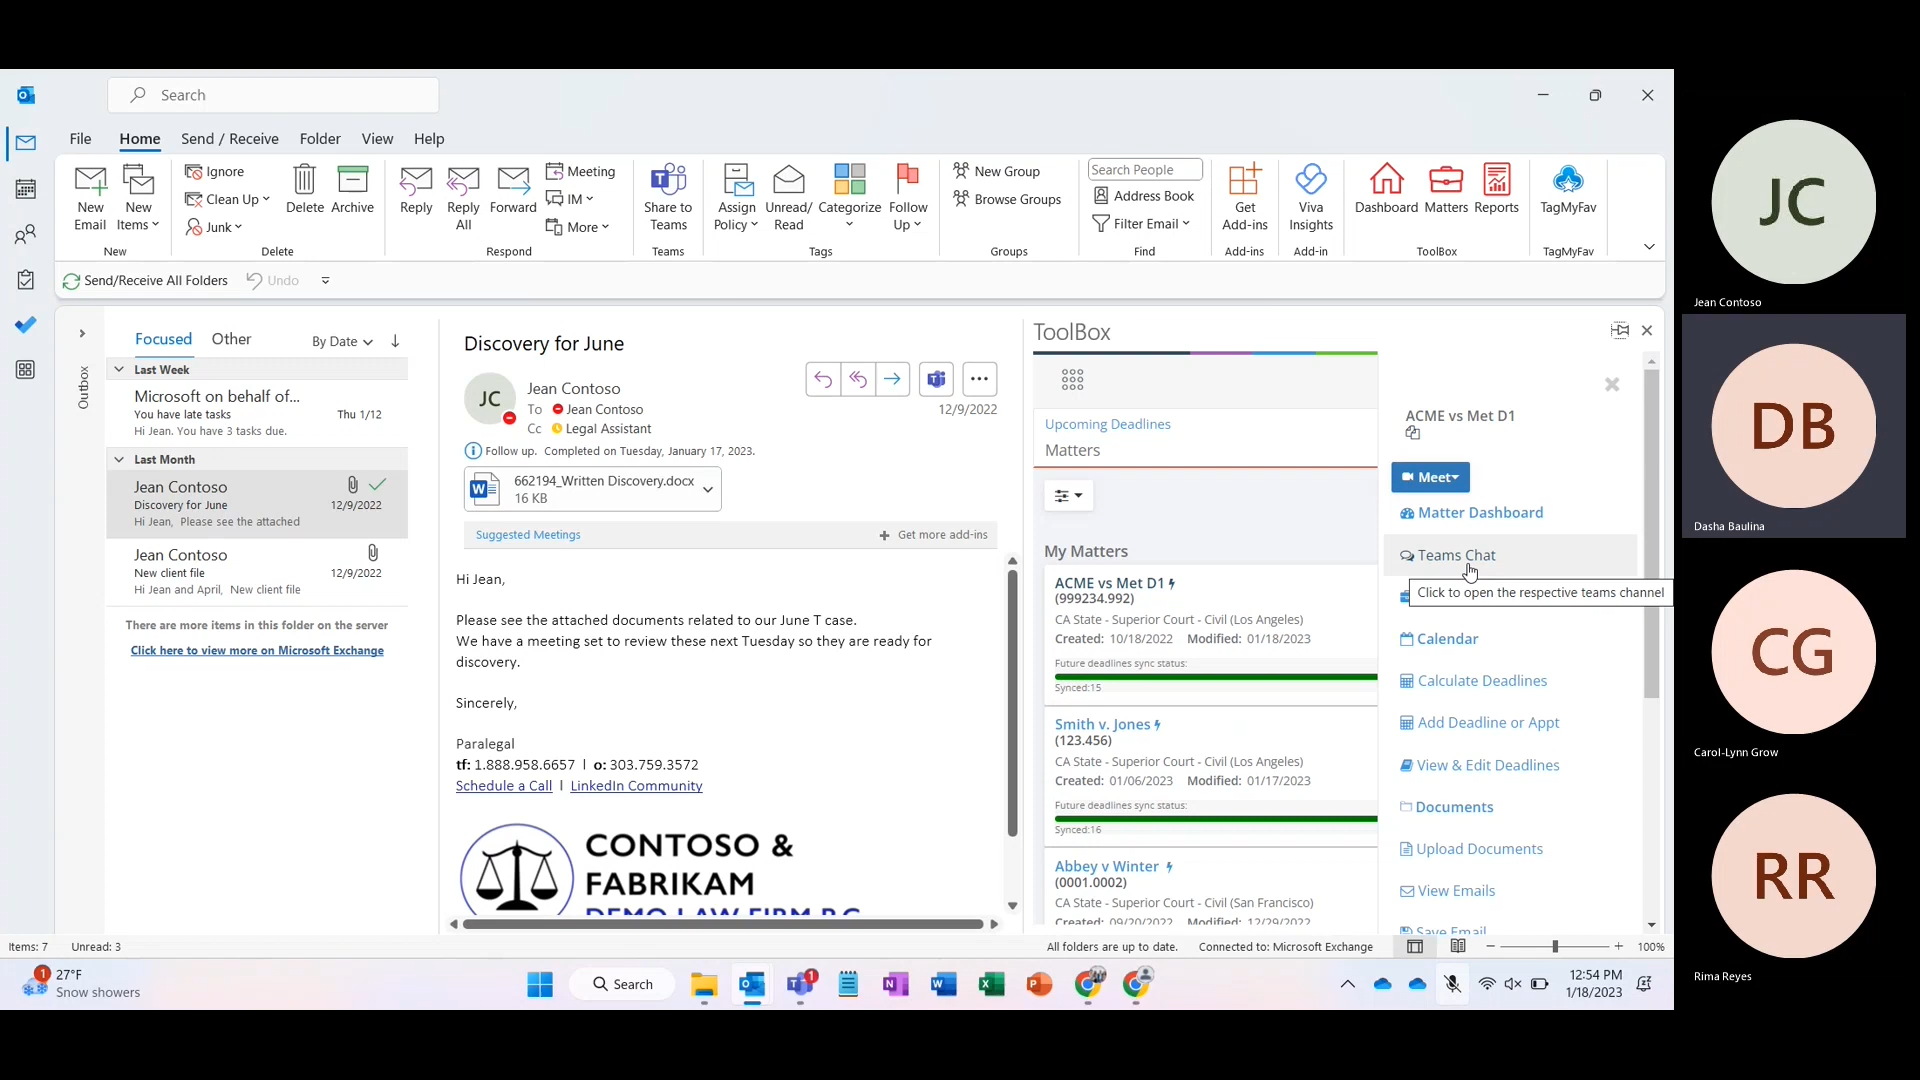 Search
File Home Send / Receive Folder View Help
New Email
New Items
New
Ignore
Clean Up
Junk
Delete
Archive
Delete
Reply
Reply All
Forward
Meeting
IM
More
Respond
Share to Teams
Teams
Assign Policy
Unread/ Read
Categorize
Follow Up
Tags
New Group
Browse Groups
Groups
Search People
Address Book
Filter Email
Find
Get Add-ins
Add-ins
Viva Insights
Add-in
Dashboard Matters Reports
ToolBox
TagMyFav
TagMyFav
Send/Receive All Folders Undo
Outbox
Focused Other By Date
Last Week
Microsoft on behalf of...
You have late tasks Thu 1/12
Hi Jean. You have 3 tasks due.
Last Month
Jean Contoso
Discovery for June 12/9/2022
Hi Jean, Please see the attached
Jean Contoso
New client file 12/9/2022
Hi Jean and April, New client file
There are more items in this folder on the server
Click here to view more on Microsoft Exchange
Discovery for June
JC
Jean Contoso
To Jean Contoso
Cc Legal Assistant
12/9/2022
Follow up. Completed on Tuesday, January 17, 2023.
662194_Written Discovery.docx
16 KB
Suggested Meetings + Get more add-ins
Hi Jean,
Please see the attached documents related to our June T case.
We have a meeting set to review these next Tuesday so they are ready for
discovery.
Sincerely,
Paralegal
tf: 1.888.958.6657 | o: 303.759.3572
Schedule a Call | LinkedIn Community
CONTOSO &
FABRIKAM
DEMO LAW FIRM P.C.
ToolBox
Upcoming Deadlines
Matters
My Matters
ACME vs Met D1
(999234.992)
CA State - Superior Court - Civil (Los Angeles)
Created: 10/18/2022 Modified: 01/18/2023
Future deadlines sync status:
Synced:15
Smith v. Jones
(123.456)
CA State - Superior Court - Civil (Los Angeles)
Created: 01/06/2023 Modified: 01/17/2023
Future deadlines sync status:
Synced:16
Abbey v Winter
(0001.0002)
CA State - Superior Court - Civil (San Francisco)
Created: 09/20/2022 Modified: 12/29/2022
ACME vs Met D1
Meet
Matter Dashboard
Teams Chat
Click to open the respective teams channel
Calendar
Calculate Deadlines
Add Deadline or Appt
View & Edit Deadlines
Documents
Upload Documents
View Emails
Save Email
Items: 7 Unread: 3
All folders are up to date. Connected to: Microsoft Exchange
100%
1
27°F
Snow showers
Search
1
12:54 PM
1/18/2023
JC
Jean Contoso
DB
Dasha Baulina
CG
Carol-Lynn Grow
RR
Rima Reyes